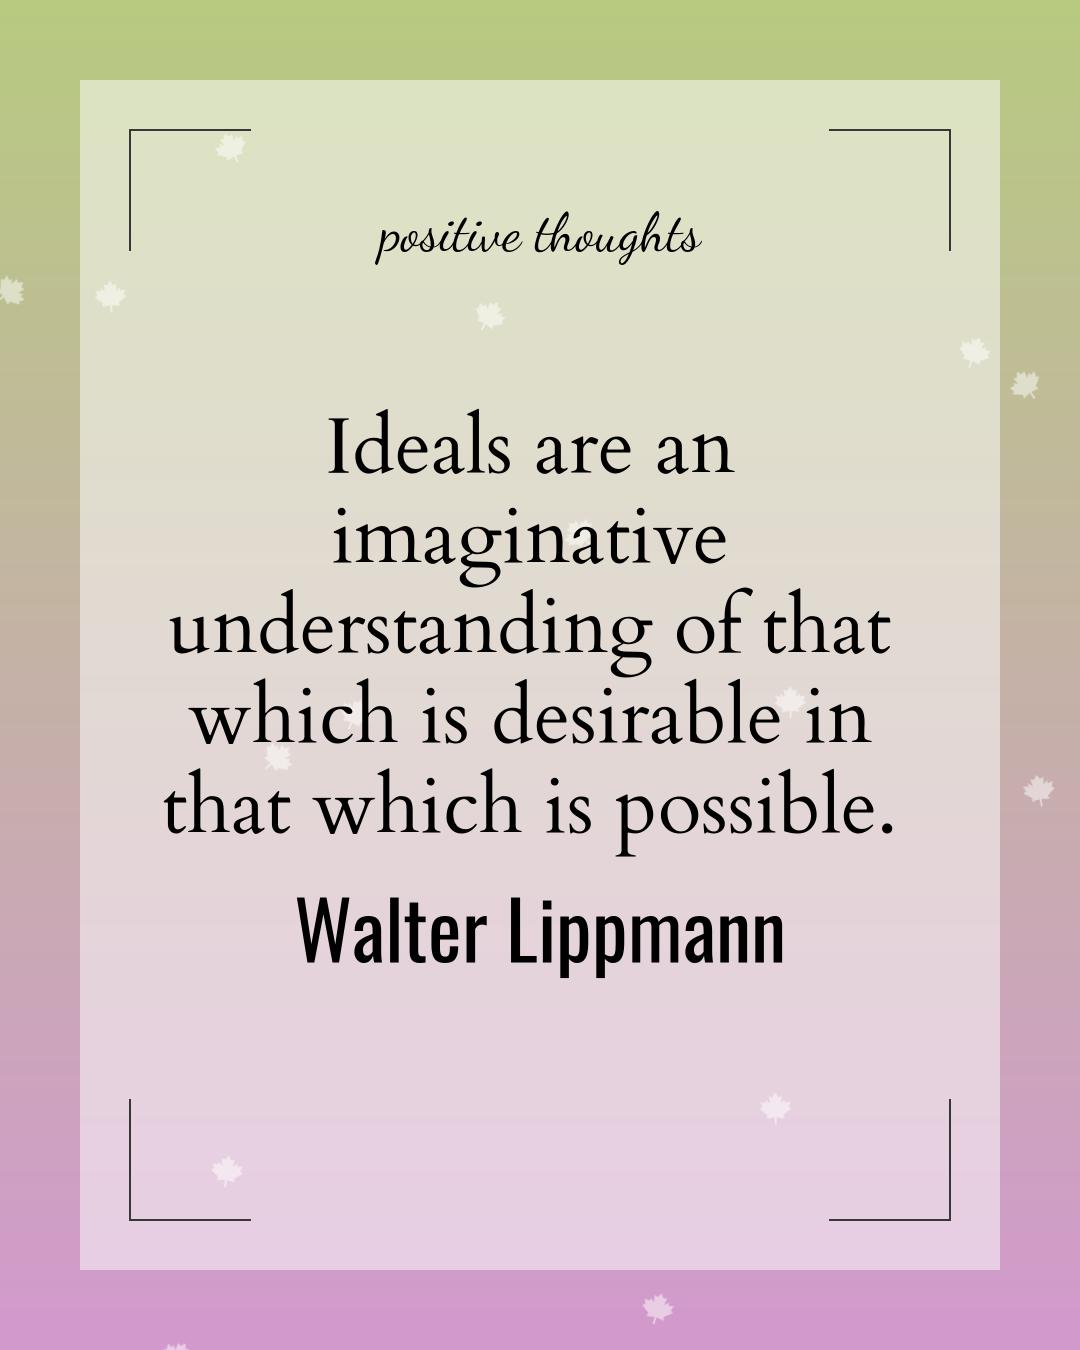 positive thoughts
Ideals are an
imaginative
understanding of that
which is desirable in
that which is possible.
Walter Lippmann